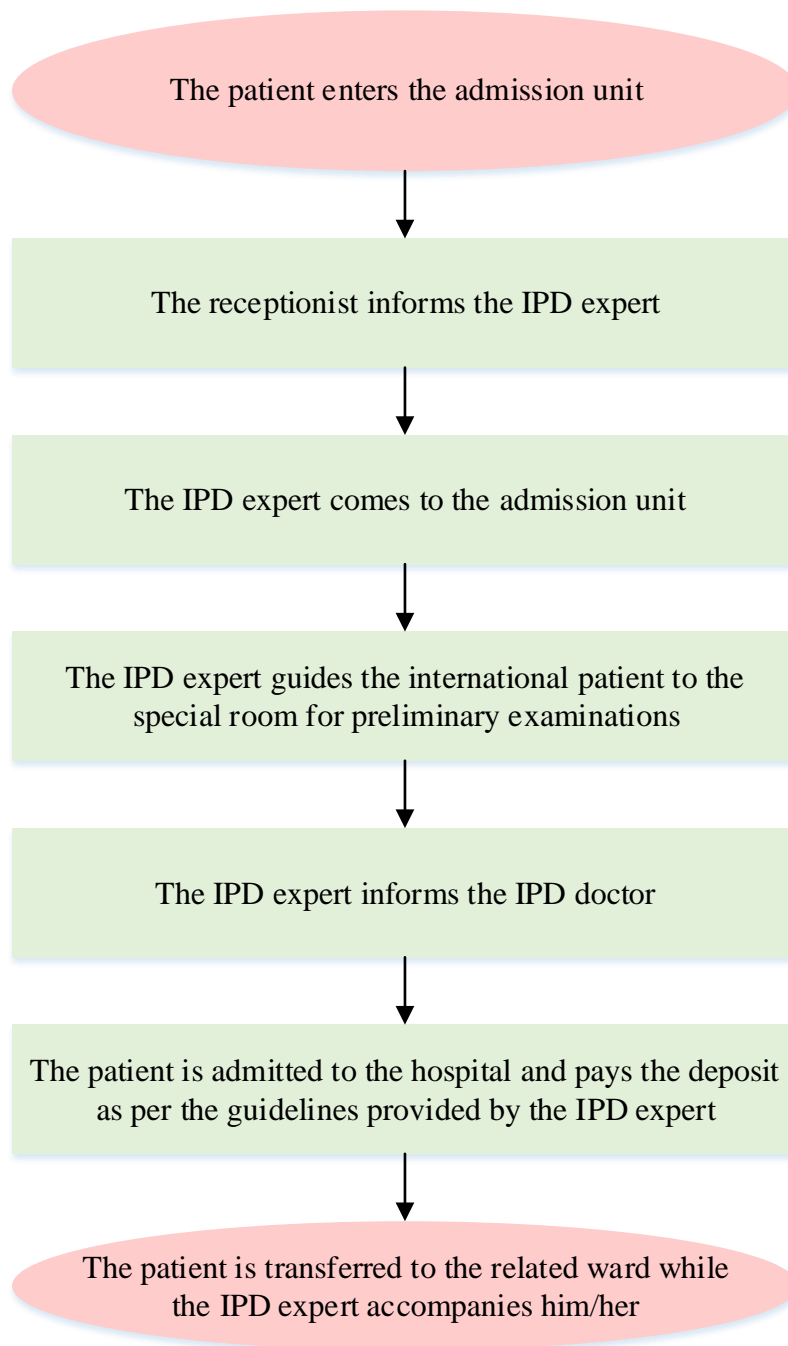 The patient enters the admission unit
The receptionist informs the IPD expert
The IPD expert comes to the admission unit
The IPD expert guides the international patient to the
special room for preliminary examinations
The IPD expert informs the IPD doctor
The patient is admitted to the hospital and pays the deposit
as per the guidelines provided by the IPD expert
The patient is transferred to the related ward while
the IPD expert accompanies him/her